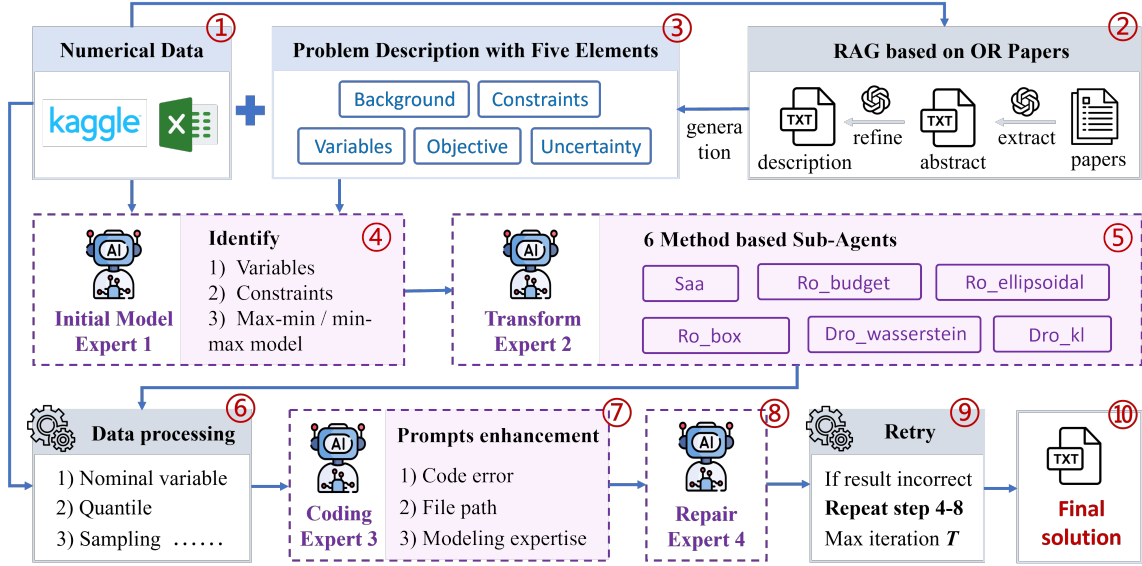 ①
Numerical Data
kaggle
X
③
Problem Description with Five Elements
Background
Constraints
Variables
Objective
Uncertainty
②
RAG based on OR Papers
TXT
description
refine
TXT
abstract
extract
papers
genera
tion
④
AI
Initial Model
Expert 1
Identify
1) Variables
2) Constraints
3) Max-min / min-
max model
⑤
AI
Transform
Expert 2
6 Method based Sub-Agents
Saa
Ro_budget
Ro_ellipsoidal
Ro_box
Dro_wasserstein
Dro_kl
⑥
Data processing
1) Nominal variable
2) Quantile
3) Sampling ......
⑦
AI
Coding
Expert 3
Prompts enhancement
1) Code error
2) File path
3) Modeling expertise
⑧
AI
Repair
Expert 4
⑨
Retry
If result incorrect
Repeat step 4-8
Max iteration T
⑩
TXT
Final
solution